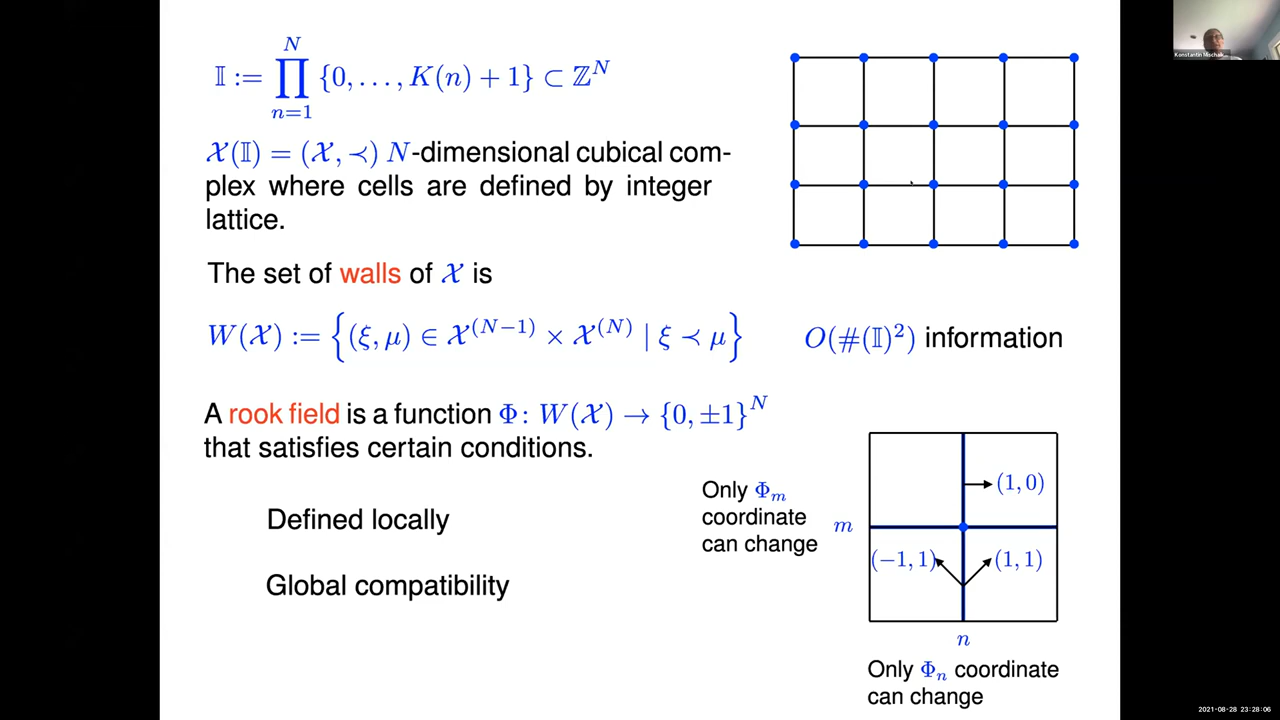 𝕀 := ∏_{n=1}^{N} {0, …, K(n) + 1} ⊂ ℤ^N
𝒳(𝕀) = (𝒳, ≺) N-dimensional cubical com-
plex where cells are defined by integer
lattice.
The set of walls of 𝒳 is
W(𝒳) := {(ξ, μ) ∈ 𝒳^(N−1) × 𝒳^(N) | ξ ≺ μ}
O(#(𝕀)²) information
A rook field is a function Φ: W(𝒳) → {0, ±1}^N
that satisfies certain conditions.
Defined locally
Global compatibility
Only Φ_m
coordinate
can change
m
(1, 0)
(−1, 1)
(1, 1)
n
Only Φ_n coordinate
can change
Konstantin Mischaik
2021-08-28 23:28:06